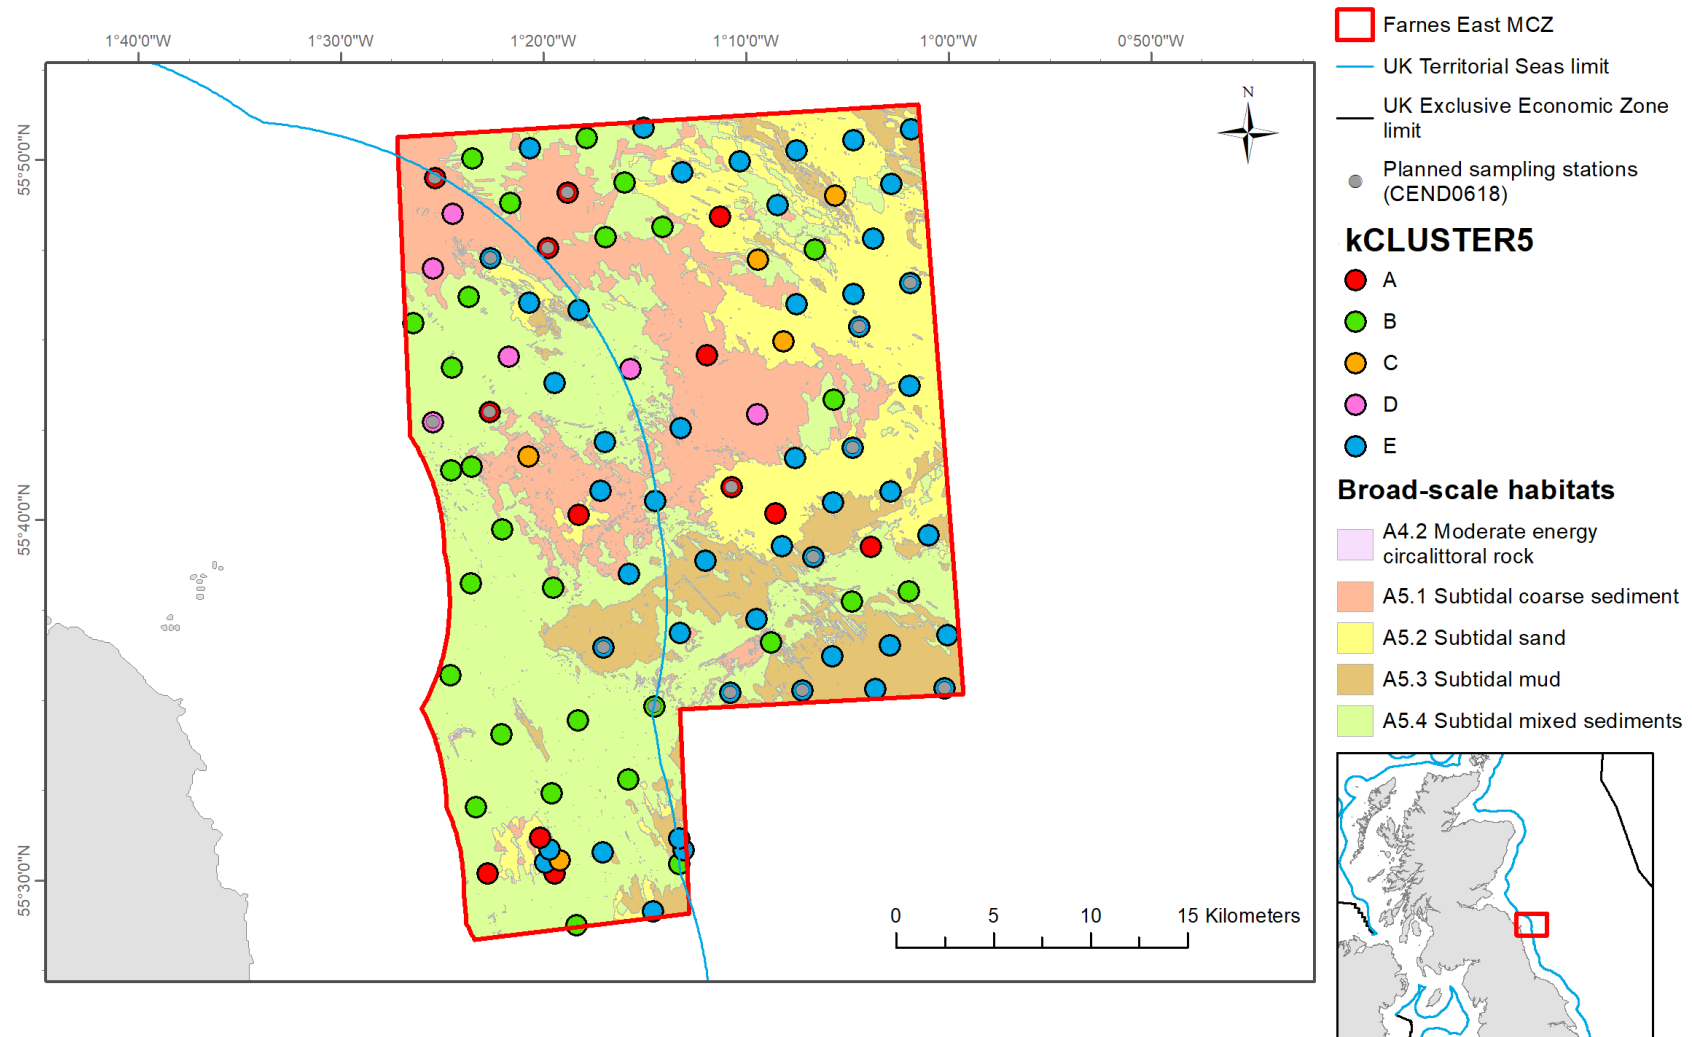 1°40'0"W 1°30'0"W 1°20'0"W 1°10'0"W 1°0'0"W 0°50'0"W
55°50'0"N
55°40'0"N
55°30'0"N
N
0 5 10 15 Kilometers
Farnes East MCZ
UK Territorial Seas limit
UK Exclusive Economic Zone
limit
Planned sampling stations
(CEND0618)
kCLUSTER5
A
B
C
D
E
Broad-scale habitats
A4.2 Moderate energy
circalittoral rock
A5.1 Subtidal coarse sediment
A5.2 Subtidal sand
A5.3 Subtidal mud
A5.4 Subtidal mixed sediments